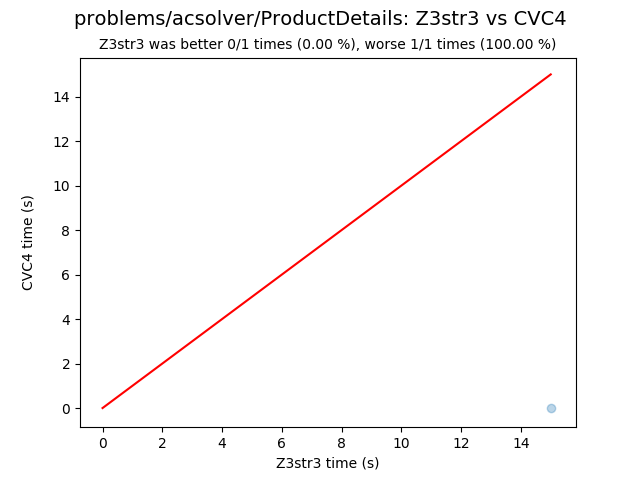 problems/acsolver/ProductDetails: Z3str3 vs CVC4
Z3str3 was better 0/1 times (0.00 %), worse 1/1 times (100.00 %)
14
12
10
8
6
4
2
0
CVC4 time (s)
0 2 4 6 8 10 12 14
Z3str3 time (s)